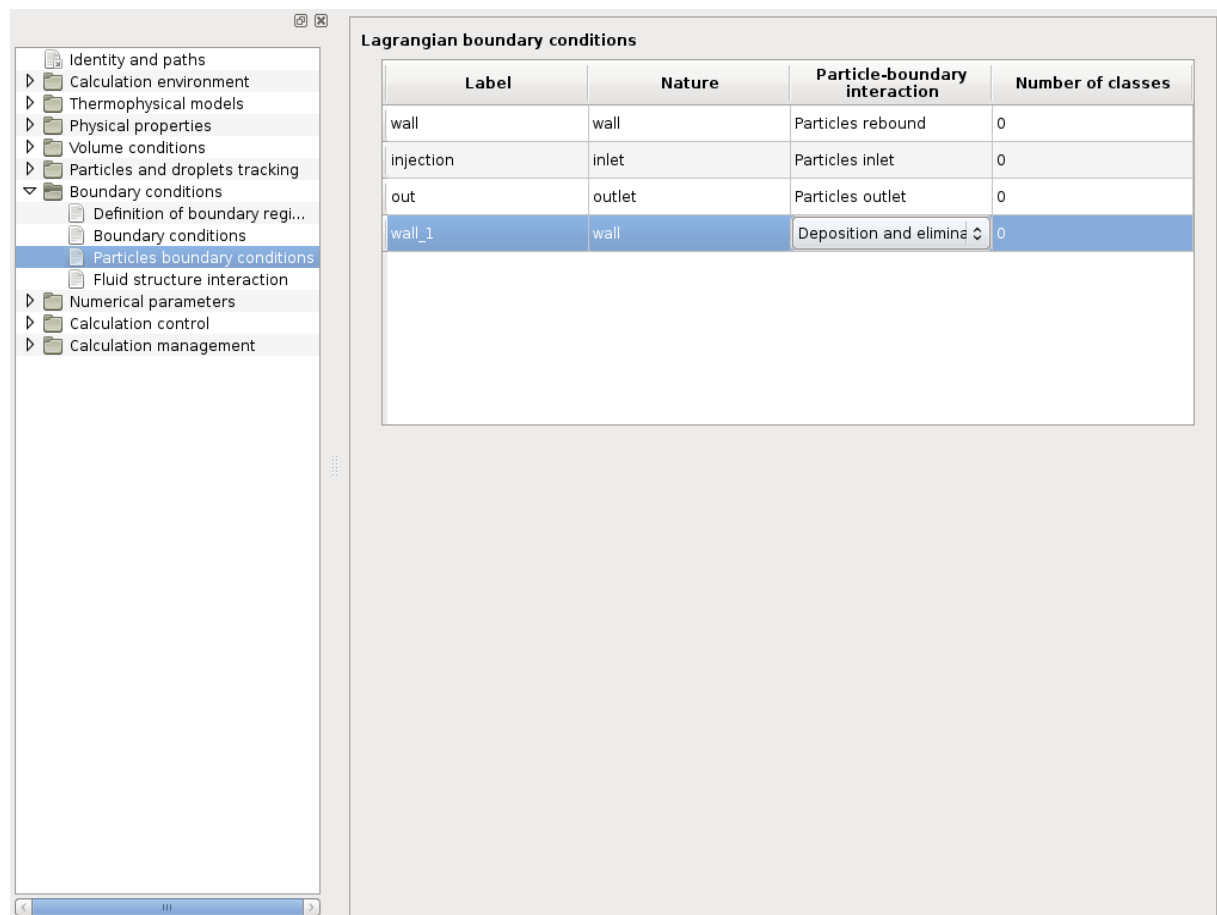 Identity and paths
Calculation environment
Thermophysical models
Physical properties
Volume conditions
Particles and droplets tracking
Boundary conditions
Definition of boundary regi...
Boundary conditions
Particles boundary conditions
Fluid structure interaction
Numerical parameters
Calculation control
Calculation management
Lagrangian boundary conditions
Label Nature Particle-boundary interaction Number of classes
wall wall Particles rebound 0
injection inlet Particles inlet 0
out outlet Particles outlet 0
wall_1 wall Deposition and elimina 0